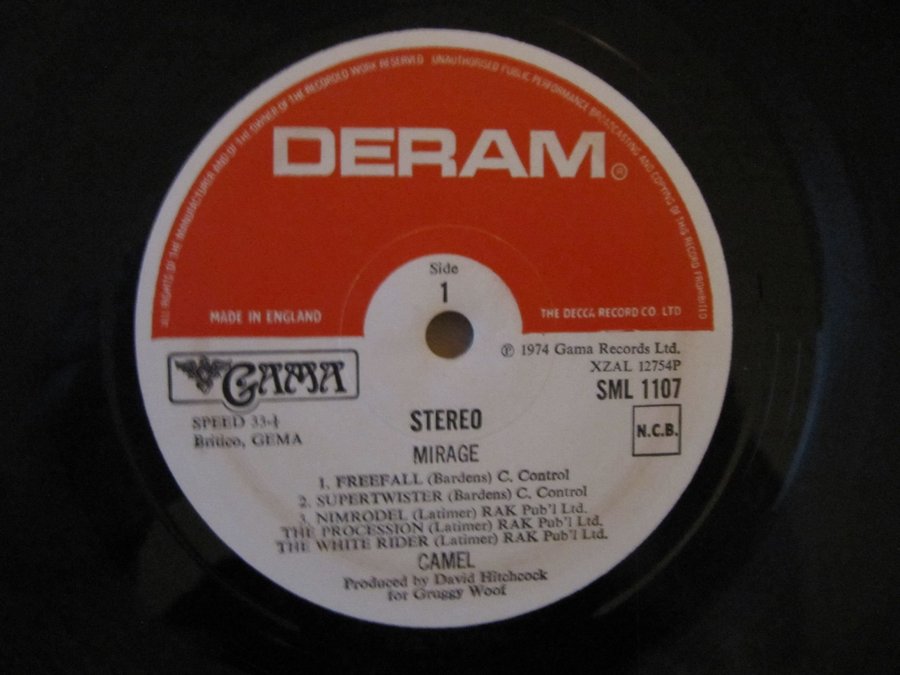 OF THE MANUFACTURER AND OF THE OWNER OF THE RECORDED WORK RESERVED UNAUTHORISED PUBLIC PERFORMANCE BROADCASTING AND COPYING OF THIS RECORD PROHIBITED
DERAM ®
Side
1
MADE IN ENGLAND
THE DECCA RECORD CO. LTD
℗ 1974 Gama Records Ltd.
XZAL 12754P
GAMA
SML 1107
SPEED 33⅓
STEREO
N.C.B.
Britico, GEMA
MIRAGE
1. FREEFALL (Bardens) C. Control
2. SUPERTWISTER (Bardens) C. Control
3. NIMRODEL (Latimer) RAK Pub'l Ltd.
THE PROCESSION (Latimer) RAK Pub'l Ltd.
THE WHITE RIDER (Latimer) RAK Pub'l Ltd.
CAMEL
Produced by David Hitchcock
for Gruggy Woof